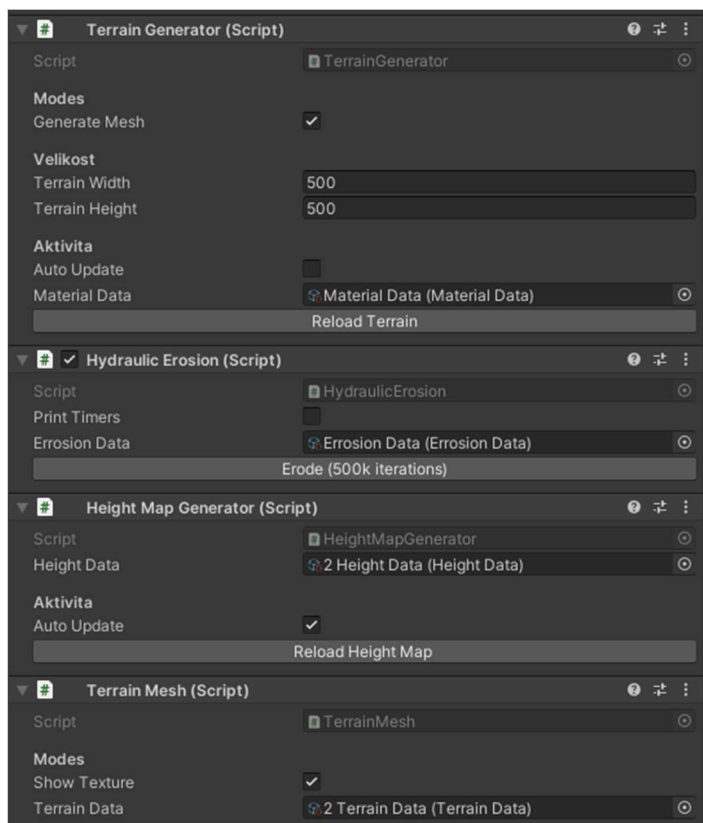 # Terrain Generator (Script)
Script TerrainGenerator
Modes
Generate Mesh
Velikost
Terrain Width 500
Terrain Height 500
Aktivita
Auto Update
Material Data Material Data (Material Data)
Reload Terrain
# Hydraulic Erosion (Script)
Script HydraulicErosion
Print Timers
Errosion Data Errosion Data (Errosion Data)
Erode (500k iterations)
# Height Map Generator (Script)
Script HeightMapGenerator
Height Data 2 Height Data (Height Data)
Aktivita
Auto Update
Reload Height Map
# Terrain Mesh (Script)
Script TerrainMesh
Modes
Show Texture
Terrain Data 2 Terrain Data (Terrain Data)